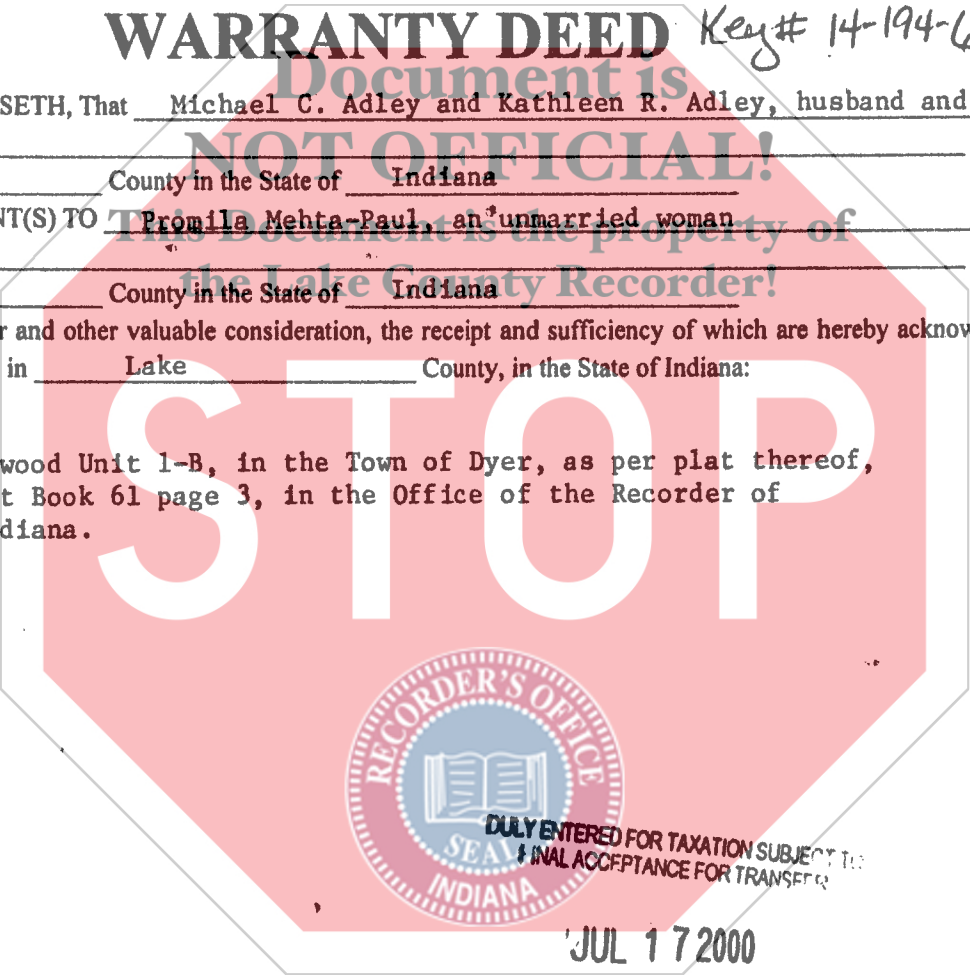 WARRANTY DEED Key# 14-194-6
Document is
SETH, That Michael C. Adley and Kathleen R. Adley, husband and
NOT OFFICIAL!
County in the State of Indiana
NT(S) TO Promila Mehta-Paul, an unmarried woman
This Document is the property of
the Lake County Recorder!
County in the State of Indiana
r and other valuable consideration, the receipt and sufficiency of which are hereby acknow
in Lake County, in the State of Indiana:
wood Unit 1-B, in the Town of Dyer, as per plat thereof,
t Book 61 page 3, in the Office of the Recorder of
diana.
STOP
RECORDER'S OFFICE
SEAL
INDIANA
DULY ENTERED FOR TAXATION SUBJECT TO
FINAL ACCEPTANCE FOR TRANSFER
JUL 17 2000